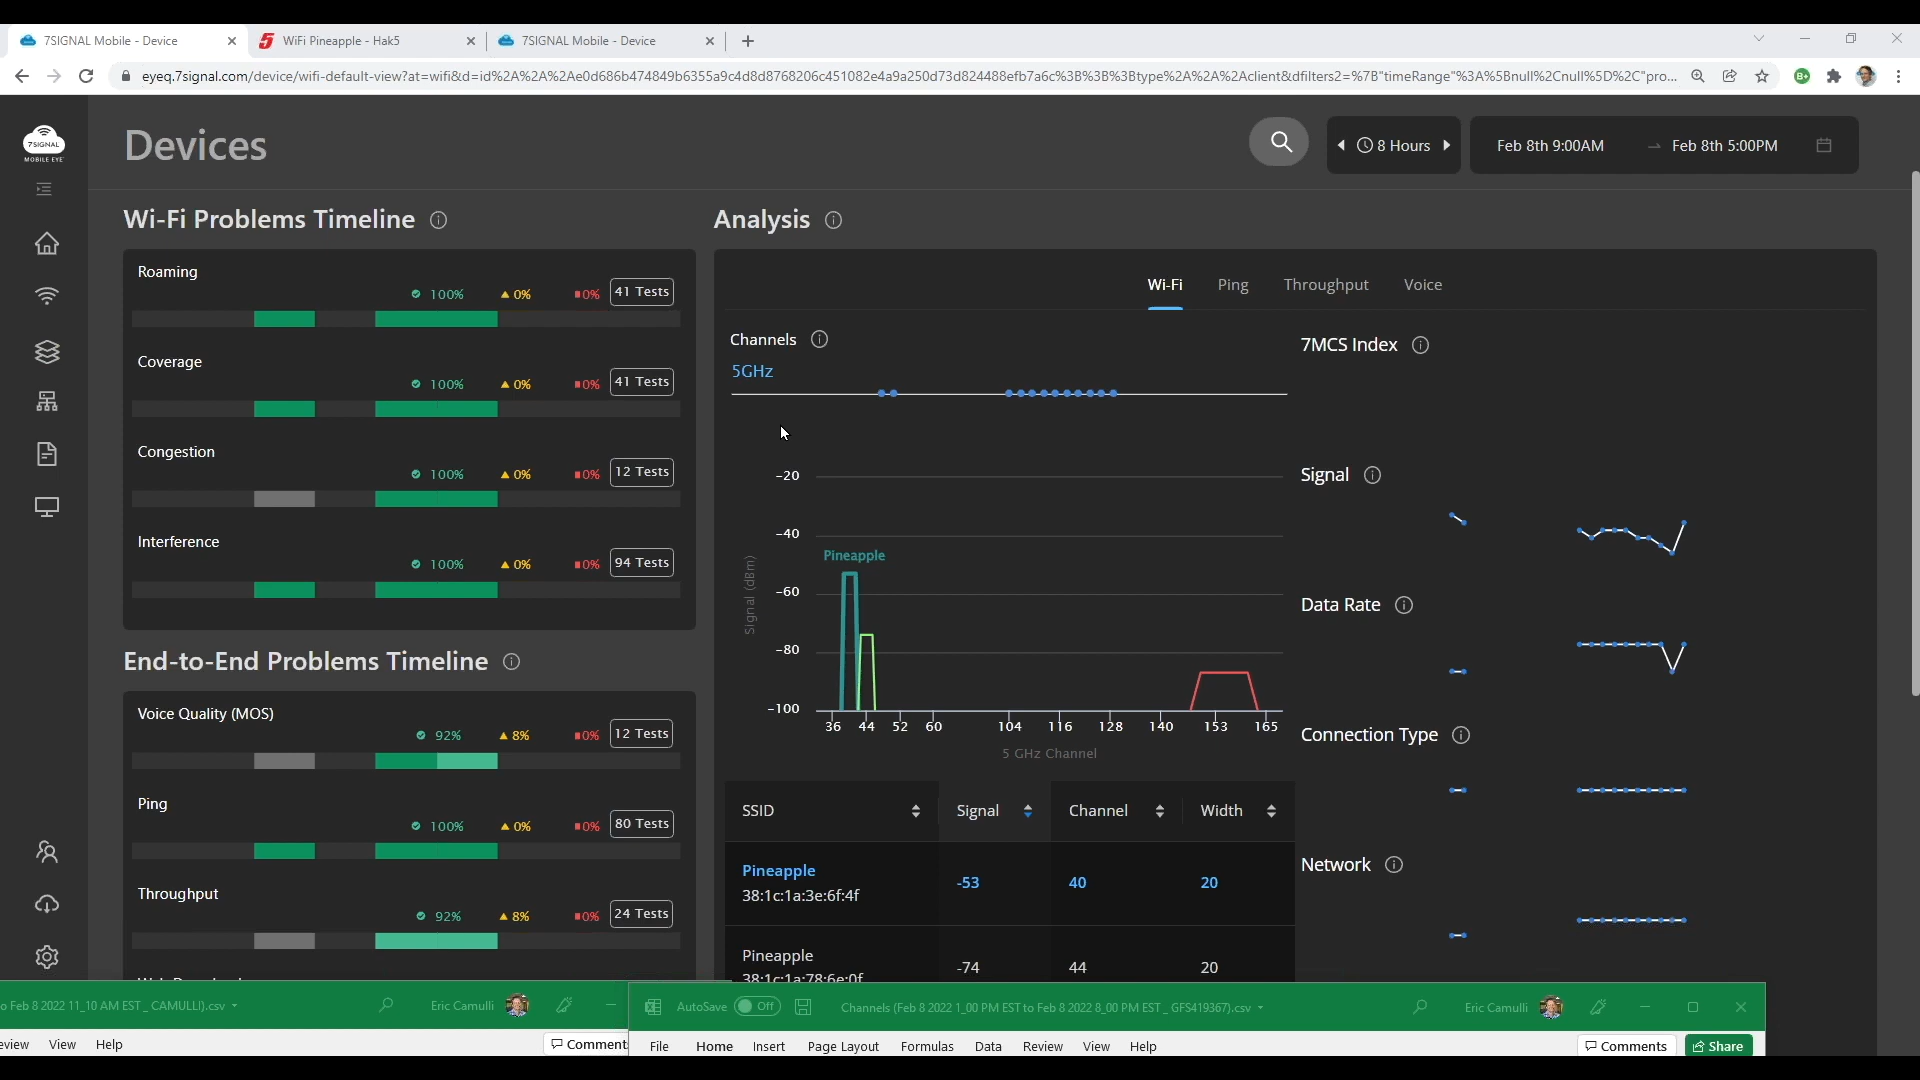 7SIGNAL Mobile - Device
WiFi Pineapple - Hak5
7SIGNAL Mobile - Device
eyeq.7signal.com/device/wifi-default-view?at=wifi&d=id%2A%2A%2Ae0d686b474849b6355a9c4d8d8768206c451082e4a9a250d73d824488efb7a6c%3B%3B%3Btype%2A%2A%2Aclient&dfilters2=%7B"timeRange"%3A%5Bnull%2Cnull%5D%2C"pro...
7SIGNAL
MOBILE EYE
Devices
8 Hours
Feb 8th 9:00AM
Feb 8th 5:00PM
Wi-Fi Problems Timeline
Roaming
100% 0% 0% 41 Tests
Coverage
100% 0% 0% 41 Tests
Congestion
100% 0% 0% 12 Tests
Interference
100% 0% 0% 94 Tests
End-to-End Problems Timeline
Voice Quality (MOS)
92% 8% 0% 12 Tests
Ping
100% 0% 0% 80 Tests
Throughput
92% 8% 0% 24 Tests
Analysis
Wi-Fi Ping Throughput Voice
Channels
5GHz
-20
-40
Pineapple
-60
-80
-100
Signal (dBm)
36 44 52 60 104 116 128 140 153 165
5 GHz Channel
SSID Signal Channel Width
Pineapple
38:1c:1a:3e:6f:4f
-53 40 20
Pineapple
38:1c:1a:78:6e:0f
-74 44 20
7MCS Index
Signal
Data Rate
Connection Type
Network
o Feb 8 2022 11_10 AM EST _ CAMULLI).csv
Eric Camulli
eview View Help
Comment
AutoSave Off
Channels (Feb 8 2022 1_00 PM EST to Feb 8 2022 8_00 PM EST _ GFS419367).csv
Eric Camulli
File Home Insert Page Layout Formulas Data Review View Help
Comments
Share